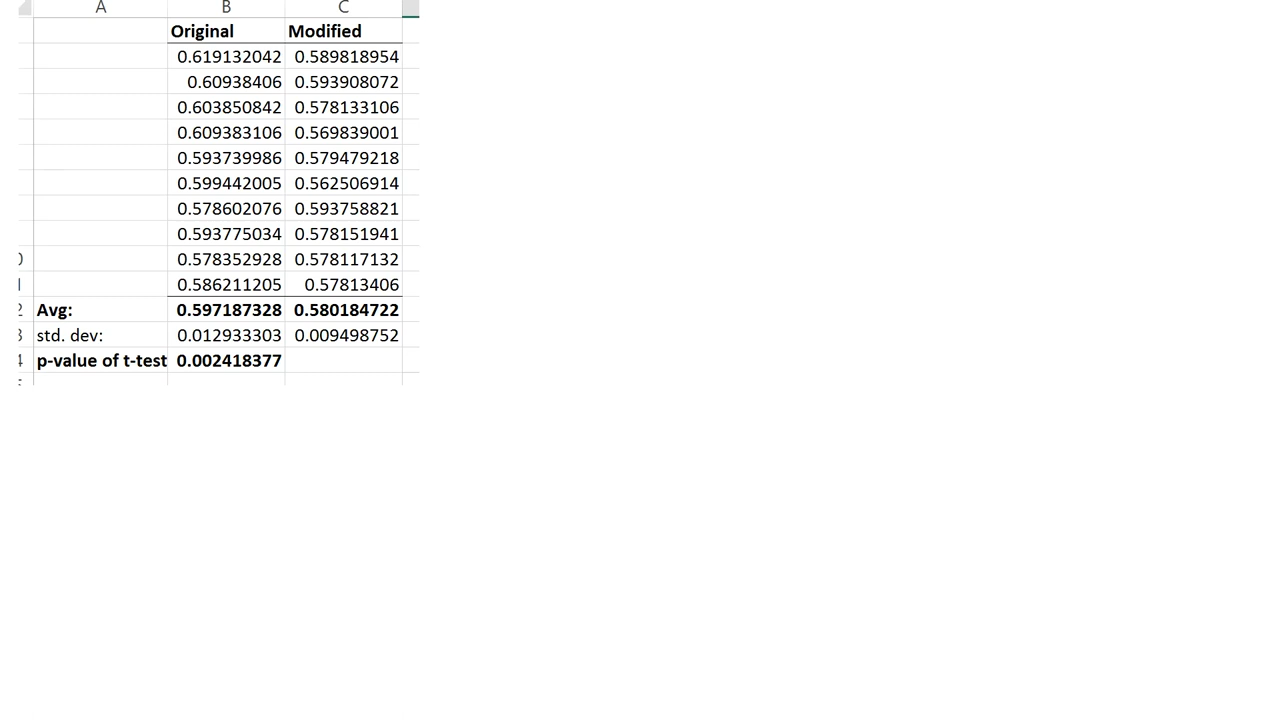 A B C
Original Modified
0.619132042 0.589818954
0.60938406 0.593908072
0.603850842 0.578133106
0.609383106 0.569839001
0.593739986 0.579479218
0.599442005 0.562506914
0.578602076 0.593758821
0.593775034 0.578151941
0.578352928 0.578117132
0.586211205 0.57813406
2 Avg: 0.597187328 0.580184722
3 std. dev: 0.012933303 0.009498752
4 p-value of t-test 0.002418377